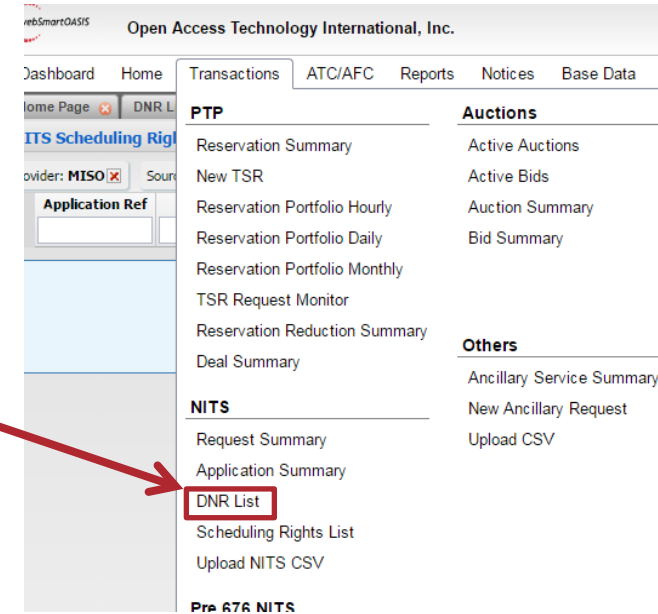 webSmartOASIS
Open Access Technology International, Inc.
Dashboard Home Transactions ATC/AFC Reports Notices Base Data
Home Page DNR L
NITS Scheduling Righ
ovider: MISO Sour
Application Ref
PTP
Reservation Summary
New TSR
Reservation Portfolio Hourly
Reservation Portfolio Daily
Reservation Portfolio Monthly
TSR Request Monitor
Reservation Reduction Summary
Deal Summary
NITS
Request Summary
Application Summary
DNR List
Scheduling Rights List
Upload NITS CSV
Pre 676 NITS
Auctions
Active Auctions
Active Bids
Auction Summary
Bid Summary
Others
Ancillary Service Summary
New Ancillary Request
Upload CSV